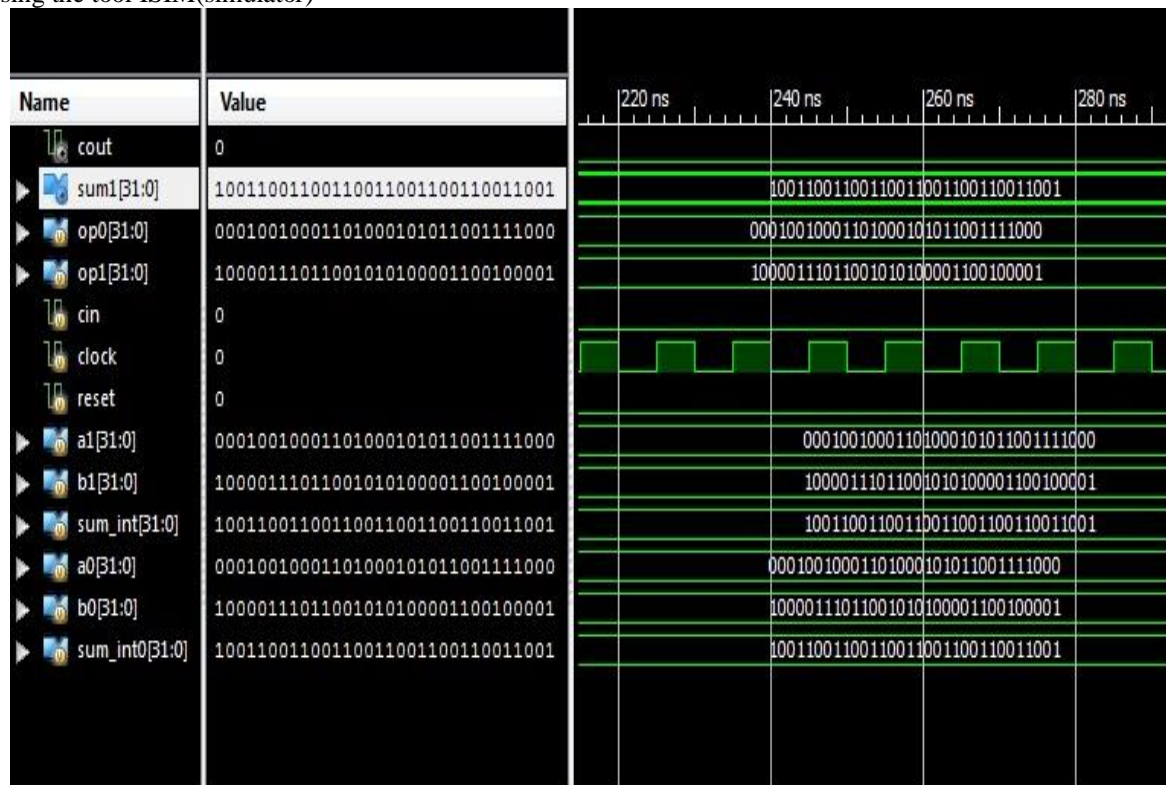 sing the tool ISIM(simulator)
Name Value 220 ns 240 ns 260 ns 280 ns
cout 0
sum1[31:0] 10011001100110011001100110011001 10011001100110011001100110011001
op0[31:0] 00010010001101000101011001111000 00010010001101000101011001111000
op1[31:0] 10000111011001010100001100100001 10000111011001010100001100100001
cin 0
clock 0
reset 0
a1[31:0] 00010010001101000101011001111000 00010010001101000101011001111000
b1[31:0] 10000111011001010100001100100001 10000111011001010100001100100001
sum_int[31:0] 10011001100110011001100110011001 10011001100110011001100110011001
a0[31:0] 00010010001101000101011001111000 00010010001101000101011001111000
b0[31:0] 10000111011001010100001100100001 10000111011001010100001100100001
sum_int0[31:0] 10011001100110011001100110011001 10011001100110011001100110011001